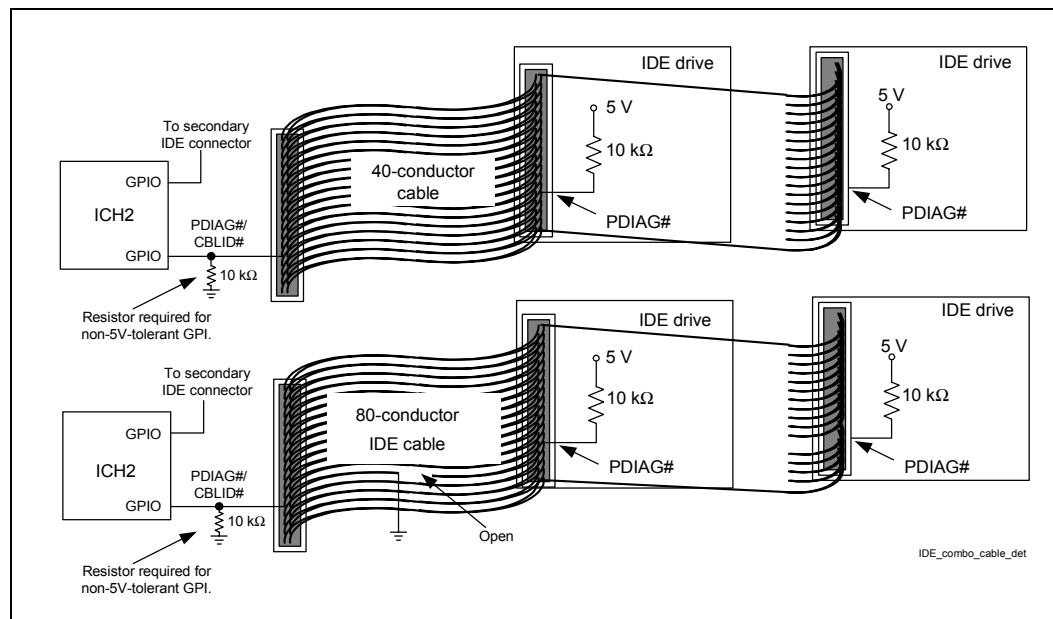 IDE drive
IDE drive
5 V
5 V
To secondary
IDE connector
10 kΩ
10 kΩ
40-conductor
cable
GPIO
ICH2
PDIAG#/
CBLID#
PDIAG#
PDIAG#
GPIO
10 kΩ
Resistor required for
non-5V-tolerant GPI.
IDE drive
IDE drive
5 V
5 V
To secondary
IDE connector
10 kΩ
10 kΩ
80-conductor
IDE cable
GPIO
ICH2
PDIAG#/
CBLID#
PDIAG#
PDIAG#
GPIO
10 kΩ
Open
Resistor required for
non-5V-tolerant GPI.
IDE_combo_cable_det